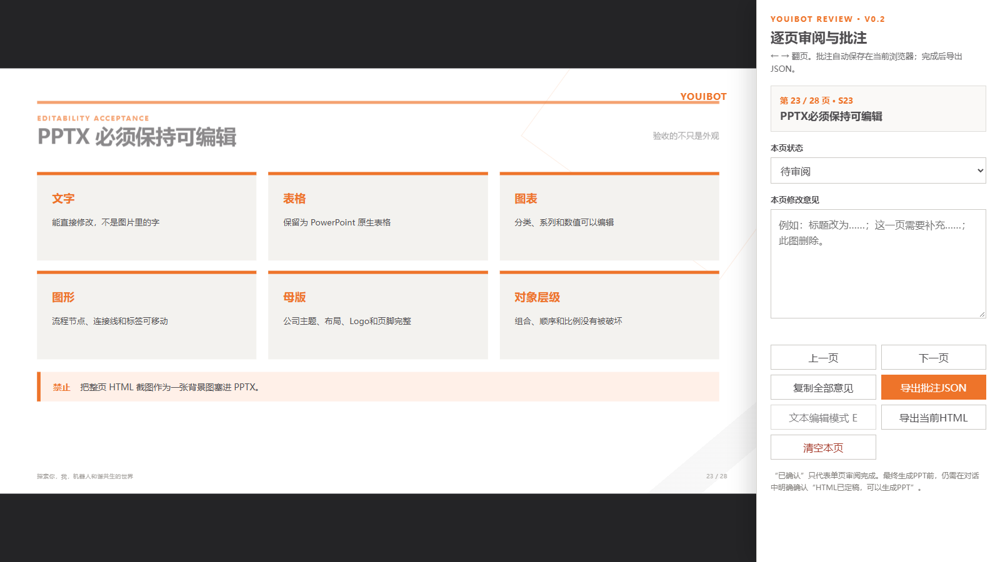 YOUIBOT
EDITABILITY ACCEPTANCE
PPTX 必须保持可编辑
验收的不只是外观
文字
能直接修改，不是图片里的字
表格
保留为 PowerPoint 原生表格
图表
分类、系列和数值可以编辑
图形
流程节点、连接线和标签可移动
母版
公司主题、布局、Logo和页脚完整
对象层级
组合、顺序和比例没有被破坏
禁止 把整页 HTML 截图作为一张背景图塞进 PPTX。
探索你、我、机器人和谐共生的世界
23 / 28
YOUIBOT REVIEW • V0.2
逐页审阅与批注
← → 翻页。批注自动保存在当前浏览器；完成后导出
JSON。
第 23 / 28 页 • S23
PPTX必须保持可编辑
本页状态
待审阅
本页修改意见
例如：标题改为……；这一页需要补充……；
此图删除。
上一页
下一页
复制全部意见
导出批注JSON
文本编辑模式 E
导出当前HTML
清空本页
“已确认”只代表单页审阅完成。最终生成PPT前，仍需在对话
中明确确认“HTML已定稿，可以生成PPT”。